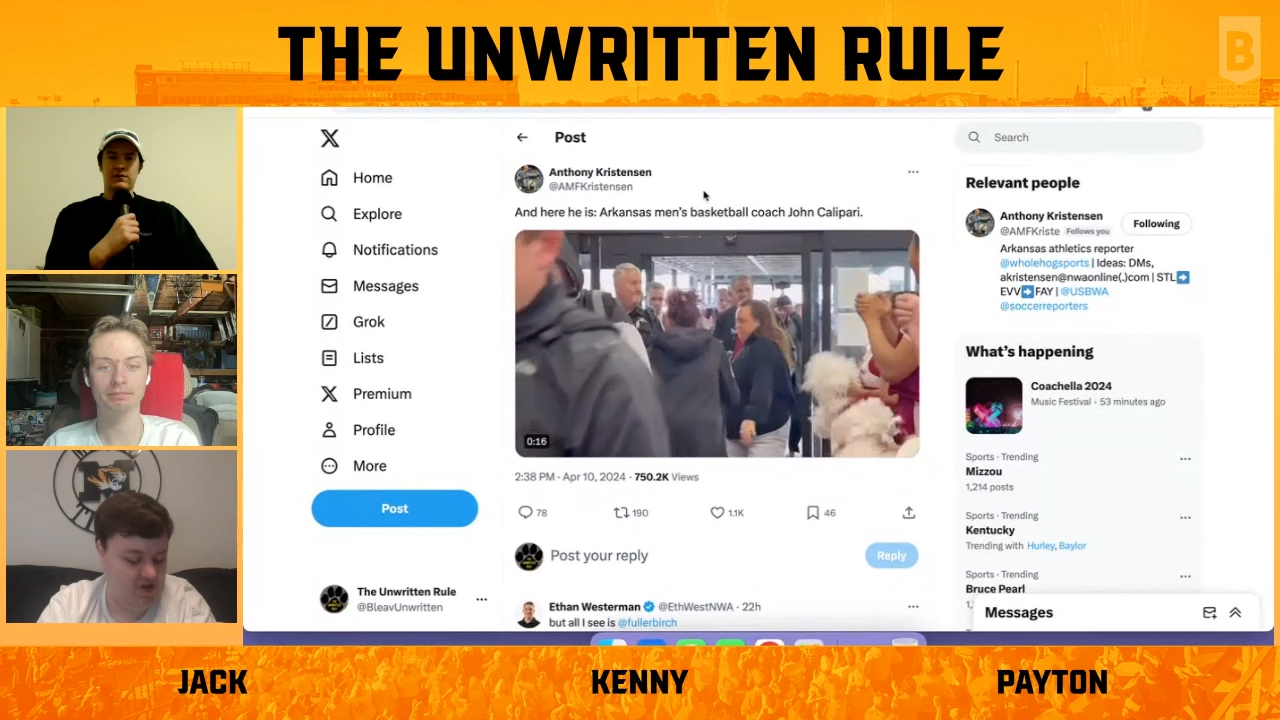 THE UNWRITTEN RULE
B
Post
Search
Home
Explore
Notifications
Messages
Grok
Lists
Premium
Profile
More
Post
The Unwritten Rule
@BleavUnwritten
Anthony Kristensen
@AMFKristensen
And here he is: Arkansas men's basketball coach John Calipari.
0:16
2:38 PM · Apr 10, 2024 · 750.2K Views
78 190 1.1K 46
Post your reply
Reply
Ethan Westerman @EthWestNWA · 22h
but all I see is @fullerbirch
Relevant people
Anthony Kristensen
@AMFKriste Follows you
Following
Arkansas athletics reporter
@wholehogsports | Ideas: DMs,
akristensen@nwaonline(.)com | STL➡
EVV➡FAY | @USBWA
@soccerreporters
What's happening
Coachella 2024
Music Festival · 53 minutes ago
Sports · Trending
Mizzou
1,214 posts
Sports · Trending
Kentucky
Trending with Hurley, Baylor
Sports · Trending
Bruce Pearl
Messages
JACK
KENNY
PAYTON